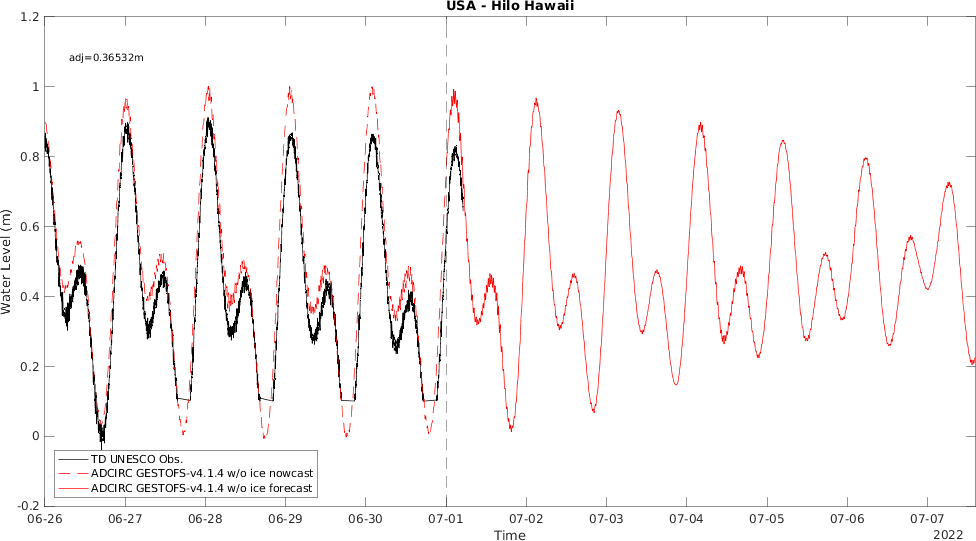 USA - Hilo Hawaii
adj=0.36532m
1.2
1
0.8
0.6
0.4
0.2
0
-0.2
Water Level (m)
TD UNESCO Obs.
ADCIRC GESTOFS-v4.1.4 w/o ice nowcast
ADCIRC GESTOFS-v4.1.4 w/o ice forecast
06-26 06-27 06-28 06-29 06-30 07-01 07-02 07-03 07-04 07-05 07-06 07-07
Time
2022